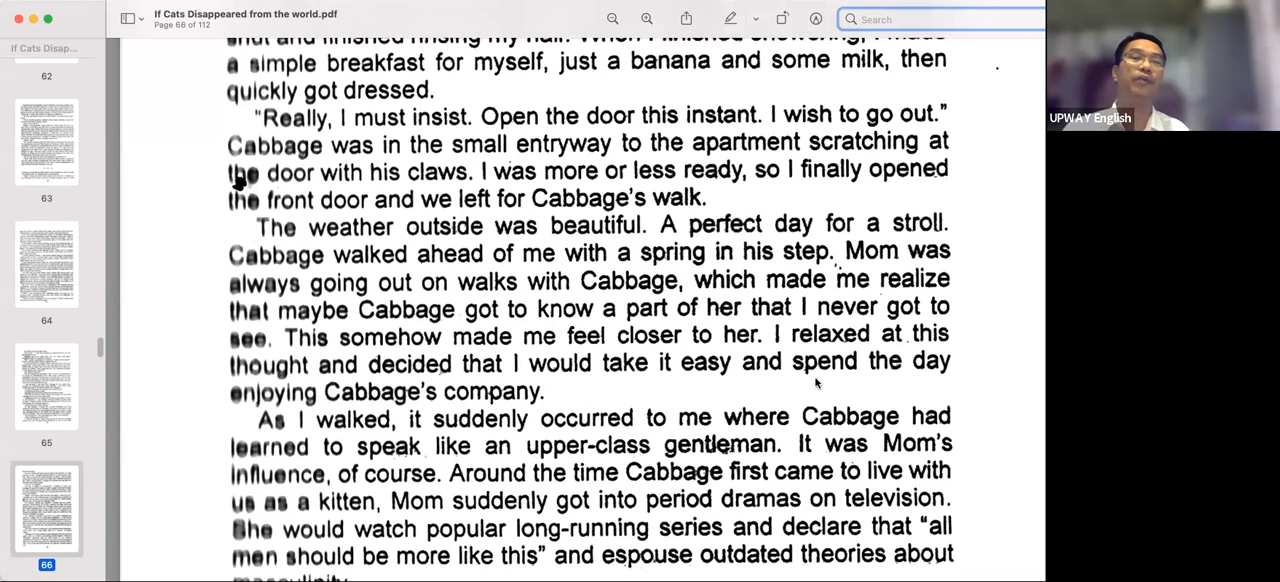 If Cats Disappeared from the world.pdf
Page 66 of 112
Search
If Cats Disap...
62
63
64
65
66
UPWAY English
a simple breakfast for myself, just a banana and some milk, then
quickly got dressed.
"Really, I must insist. Open the door this instant. I wish to go out."
Cabbage was in the small entryway to the apartment scratching at
the door with his claws. I was more or less ready, so I finally opened
the front door and we left for Cabbage's walk.
The weather outside was beautiful. A perfect day for a stroll.
Cabbage walked ahead of me with a spring in his step. Mom was
always going out on walks with Cabbage, which made me realize
that maybe Cabbage got to know a part of her that I never got to
see. This somehow made me feel closer to her. I relaxed at this
thought and decided that I would take it easy and spend the day
enjoying Cabbage's company.
As I walked, it suddenly occurred to me where Cabbage had
learned to speak like an upper-class gentleman. It was Mom's
influence, of course. Around the time Cabbage first came to live with
us as a kitten, Mom suddenly got into period dramas on television.
She would watch popular long-running series and declare that "all
men should be more like this" and espouse outdated theories about